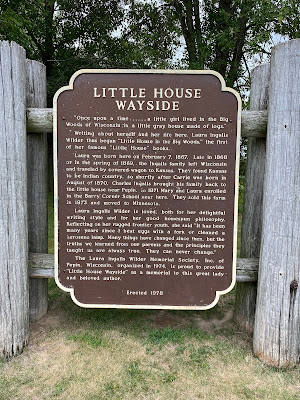 LITTLE HOUSE
WAYSIDE
"Once upon a time.......a little girl lived in the Big
Woods of Wisconsin in a little gray house made of logs."
Writing about herself and her life here, Laura Ingalls
Wilder thus began "Little House in the Big Woods," the first
of her famous "Little House" books.
Laura was born here on February 7, 1867. Late in 1868
or in the spring of 1869, the Ingalls family left Wisconsin
and traveled by covered wagon to Kansas. They found Kansas
to be Indian country, so shortly after Carrie was born in
August of 1870, Charles Ingalls brought his family back to
the little house near Pepin. In 1871 Mary and Laura enrolled
in the Barry Corner School near here. They sold this farm
in 1873 and moved to Minnesota.
Laura Ingalls Wilder is loved, both for her delightful
writing style and for her good homespun philosophy.
Reflecting on her rugged frontier youth, she said "It has been
many years since I beat eggs with a fork, or cleaned a
kerosene lamp. Many things have changed since then, but the
truths we learned from our parents and the principles they
taught us are always true. They can never change."
The Laura Ingalls Wilder Memorial Society, Inc. of
Pepin, Wisconsin, organized in 1974, is proud to provide
"Little House Wayside" as a memorial to this great lady
and beloved author.
Erected 1978